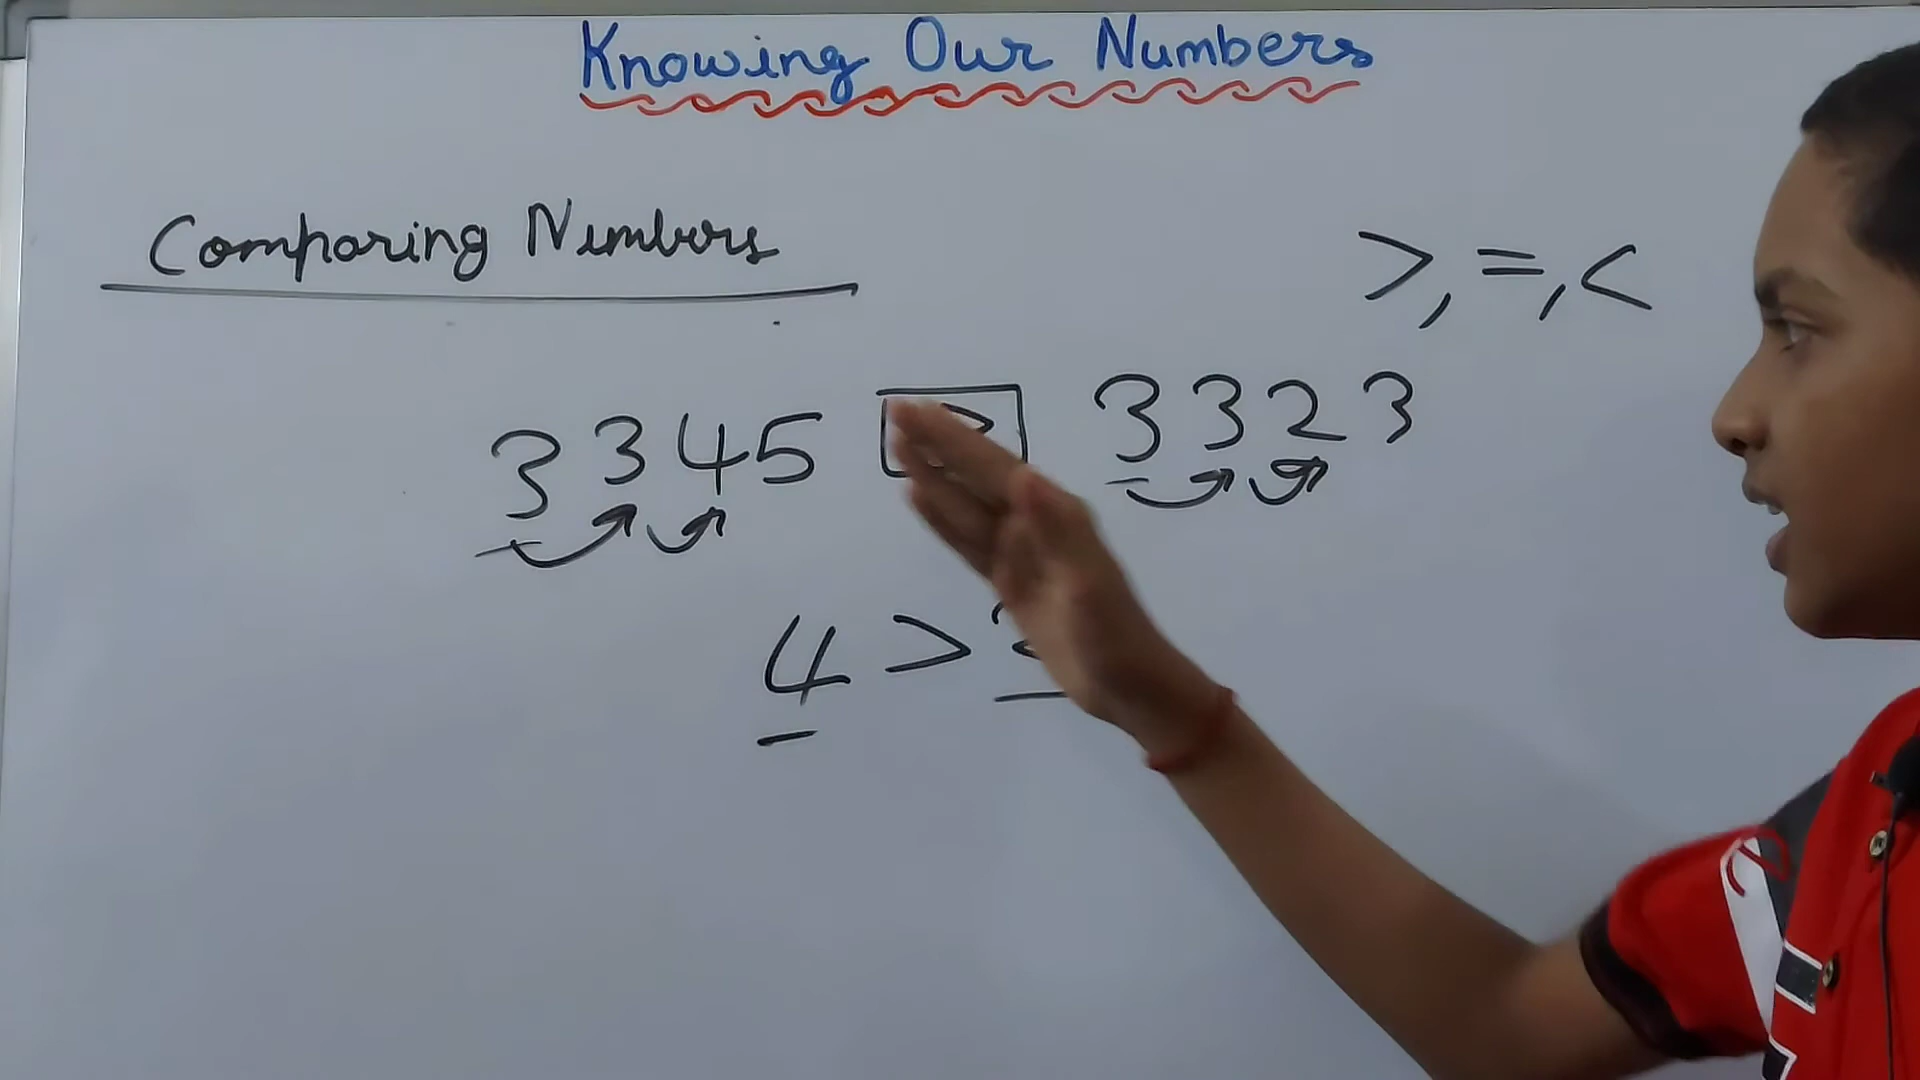 Knowing Our Numbers
Comparing Numbers
>, =, <
3345 > 3323
4 >